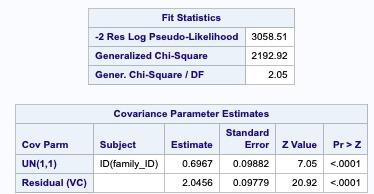 Fit Statistics
-2 Res Log Pseudo-Likelihood 3058.51
Generalized Chi-Square 2192.92
Gener. Chi-Square / DF 2.05
Covariance Parameter Estimates
Standard
Cov Parm Subject Estimate Error Z Value Pr > Z
UN(1,1) ID(family_ID) 0.6967 0.09882 7.05 <.0001
Residual (VC) 2.0456 0.09779 20.92 <.0001